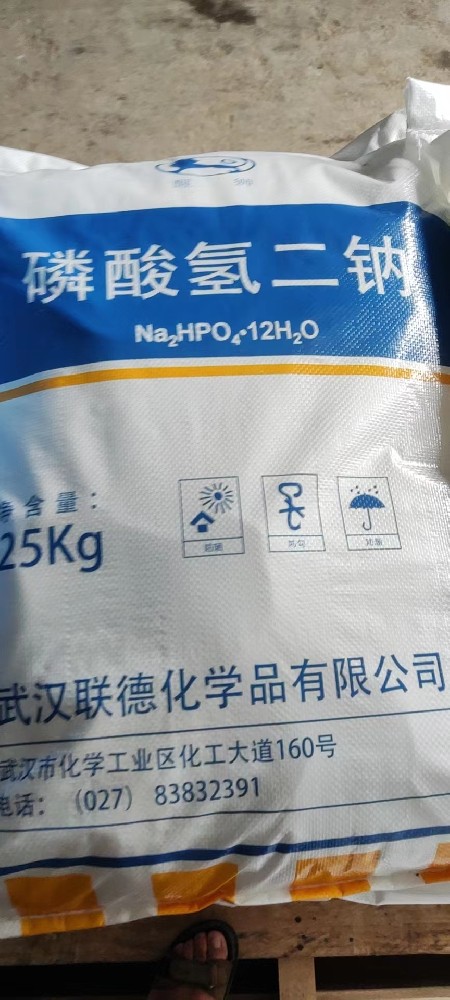 磷酸氢二钠
Na₂HPO₄·12H₂O
含量：
25Kg
武汉联德化学品有限公司
武汉市化学工业区化工大道160号
电话：（027）83832391